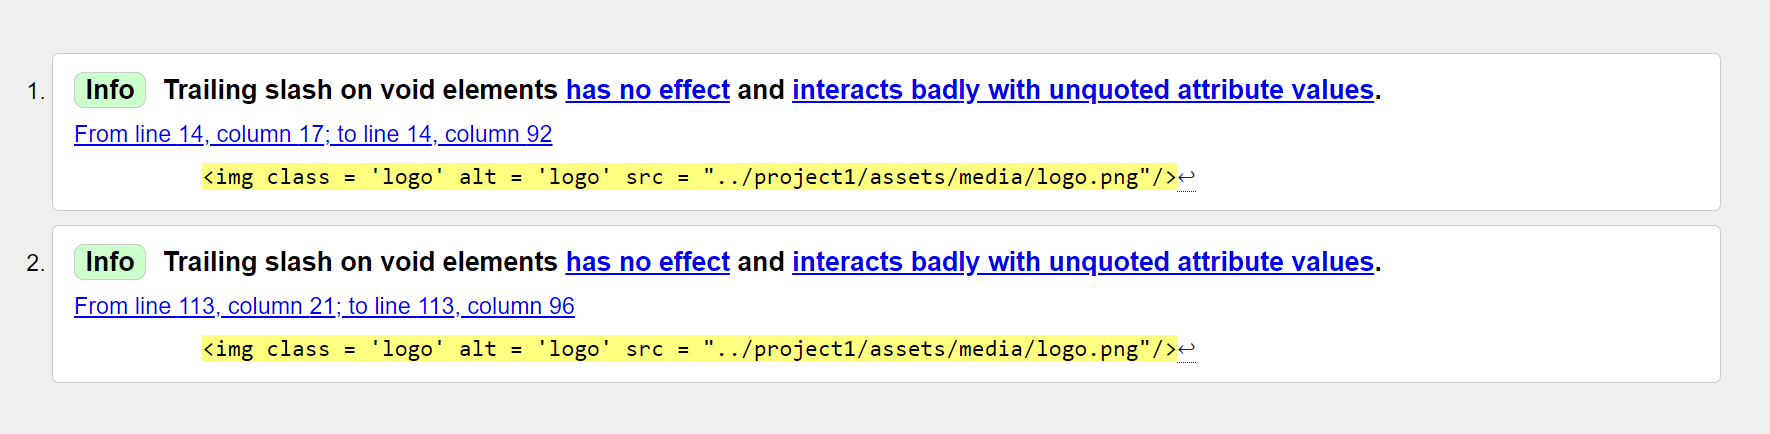 1. Info Trailing slash on void elements has no effect and interacts badly with unquoted attribute values.
From line 14, column 17; to line 14, column 92
<img class = 'logo' alt = 'logo' src = "../project1/assets/media/logo.png"/>↩
2. Info Trailing slash on void elements has no effect and interacts badly with unquoted attribute values.
From line 113, column 21; to line 113, column 96
<img class = 'logo' alt = 'logo' src = "../project1/assets/media/logo.png"/>↩